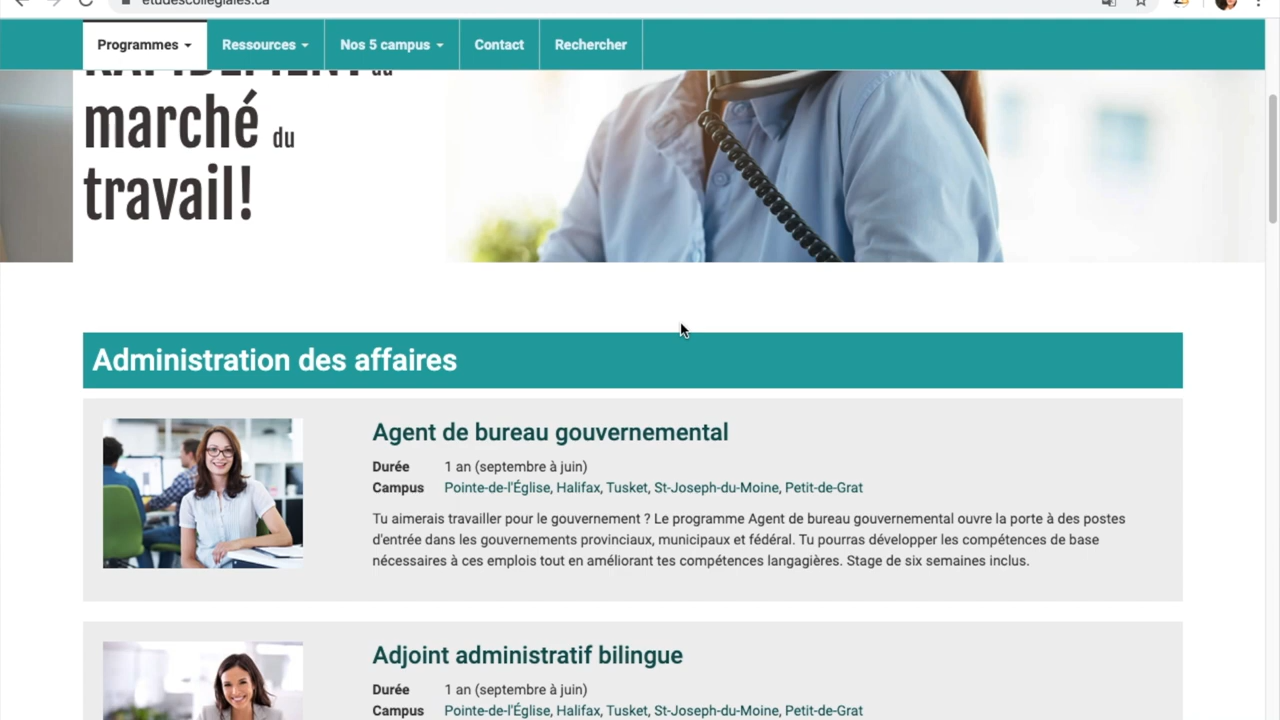 etudescollegiales.ca
Programmes
Ressources
Nos 5 campus
Contact
Rechercher
RAPIDEMENT au
marché du
travail!
Administration des affaires
Agent de bureau gouvernemental
Durée 1 an (septembre à juin)
Campus Pointe-de-l'Église, Halifax, Tusket, St-Joseph-du-Moine, Petit-de-Grat
Tu aimerais travailler pour le gouvernement ? Le programme Agent de bureau gouvernemental ouvre la porte à des postes
d'entrée dans les gouvernements provinciaux, municipaux et fédéral. Tu pourras développer les compétences de base
nécessaires à ces emplois tout en améliorant tes compétences langagières. Stage de six semaines inclus.
Adjoint administratif bilingue
Durée 1 an (septembre à juin)
Campus Pointe-de-l'Église, Halifax, Tusket, St-Joseph-du-Moine, Petit-de-Grat